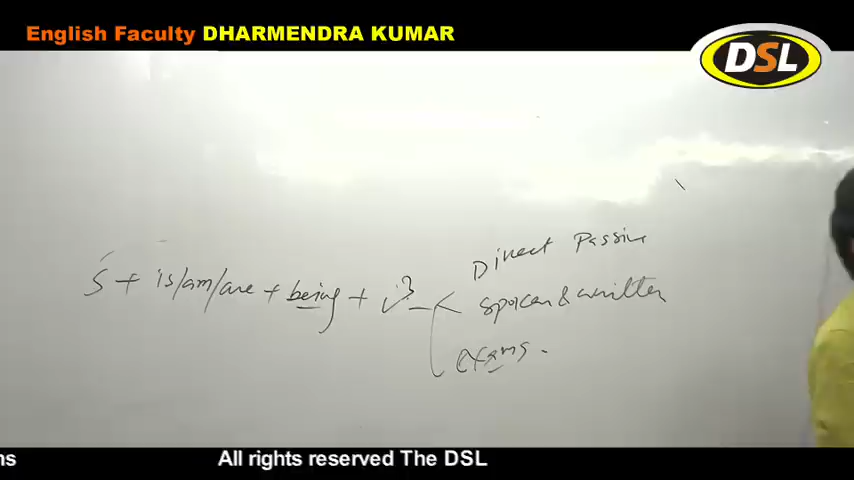 English Faculty DHARMENDRA KUMAR
DSL
Direct Passive
S + is/am/are + being + v3
spoken & written
exams.
ns
All rights reserved The DSL